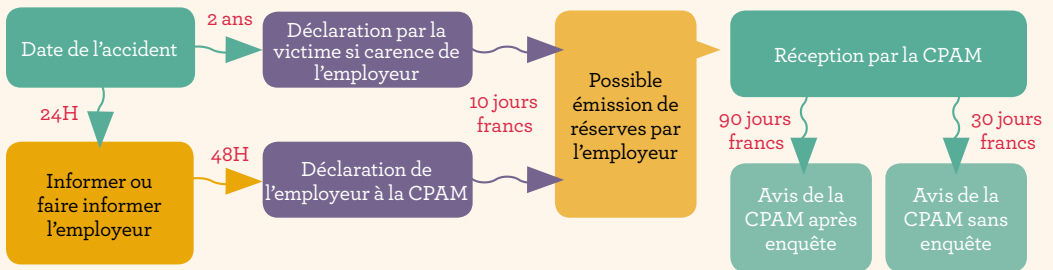 Date de l'accident
2 ans
Déclaration par la
victime si carence de
l'employeur
24H
Informer ou
faire informer
l'employeur
48H
Déclaration de
l'employeur à la CPAM
10 jours
francs
Possible
émission de
réserves par
l'employeur
Réception par la CPAM
90 jours
francs
30 jours
francs
Avis de la
CPAM après
enquête
Avis de la
CPAM sans
enquête